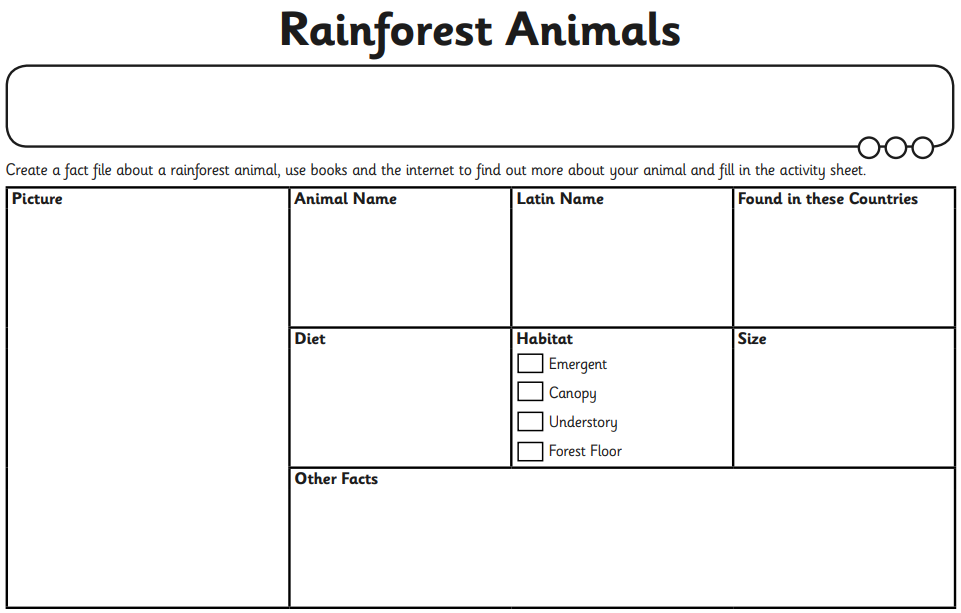 Rainforest Animals
Create a fact file about a rainforest animal, use books and the internet to find out more about your animal and fill in the activity sheet.
Picture
Animal Name
Latin Name
Found in these Countries
Diet
Habitat
Emergent
Canopy
Understory
Forest Floor
Size
Other Facts